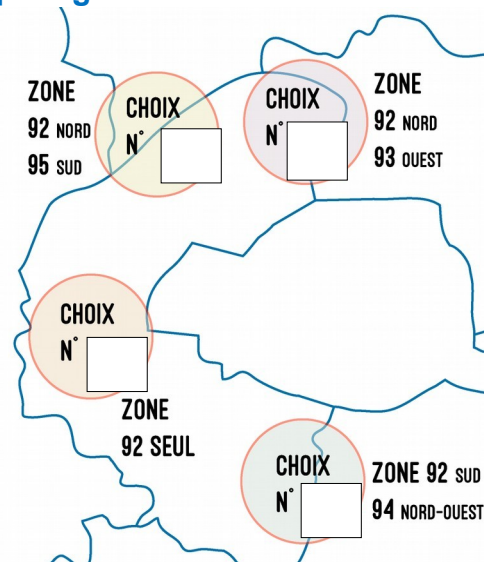 ZONE
92 NORD
95 SUD
CHOIX
N°
CHOIX
N°
ZONE
92 NORD
93 OUEST
CHOIX
N°
ZONE
92 SEUL
CHOIX
N°
ZONE 92 SUD
94 NORD-OUEST